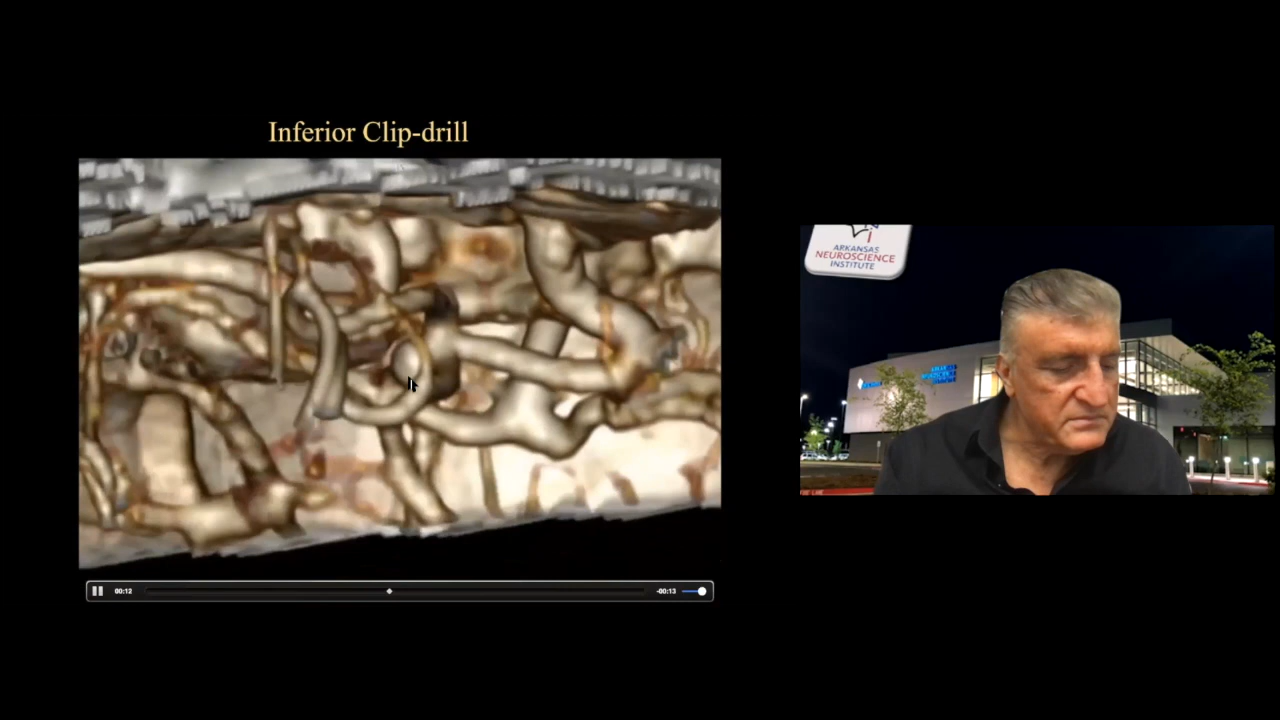 Inferior Clip-drill
ARKANSAS
NEUROSCIENCE
INSTITUTE
00:12
-00:13